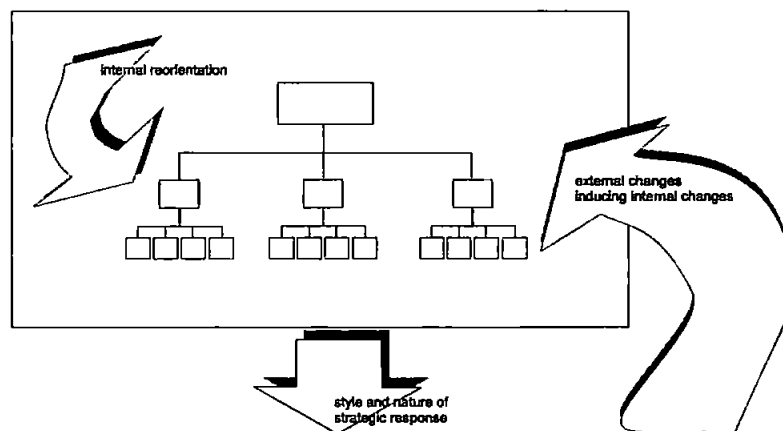 internal reorientation
external changes
inducing internal changes
style and nature of
strategic response